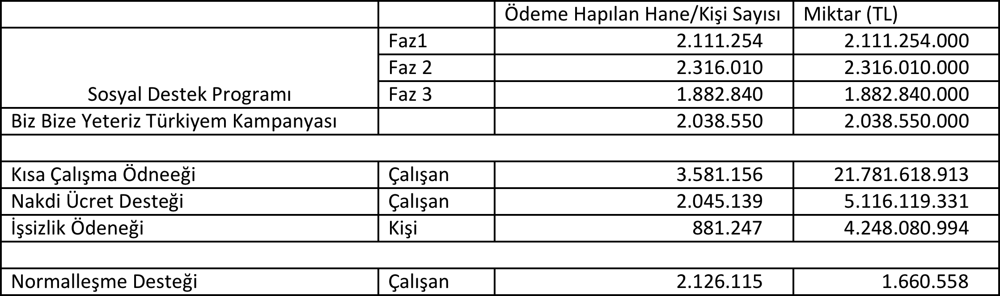 Ödeme Hapılan Hane/Kişi Sayısı Miktar (TL)
Faz1 2.111.254 2.111.254.000
Faz 2 2.316.010 2.316.010.000
Sosyal Destek Programı Faz 3 1.882.840 1.882.840.000
Biz Bize Yeteriz Türkiyem Kampanyası 2.038.550 2.038.550.000
Kısa Çalışma Ödneeği Çalışan 3.581.156 21.781.618.913
Nakdi Ücret Desteği Çalışan 2.045.139 5.116.119.331
İşsizlik Ödeneği Kişi 881.247 4.248.080.994
Normalleşme Desteği Çalışan 2.126.115 1.660.558